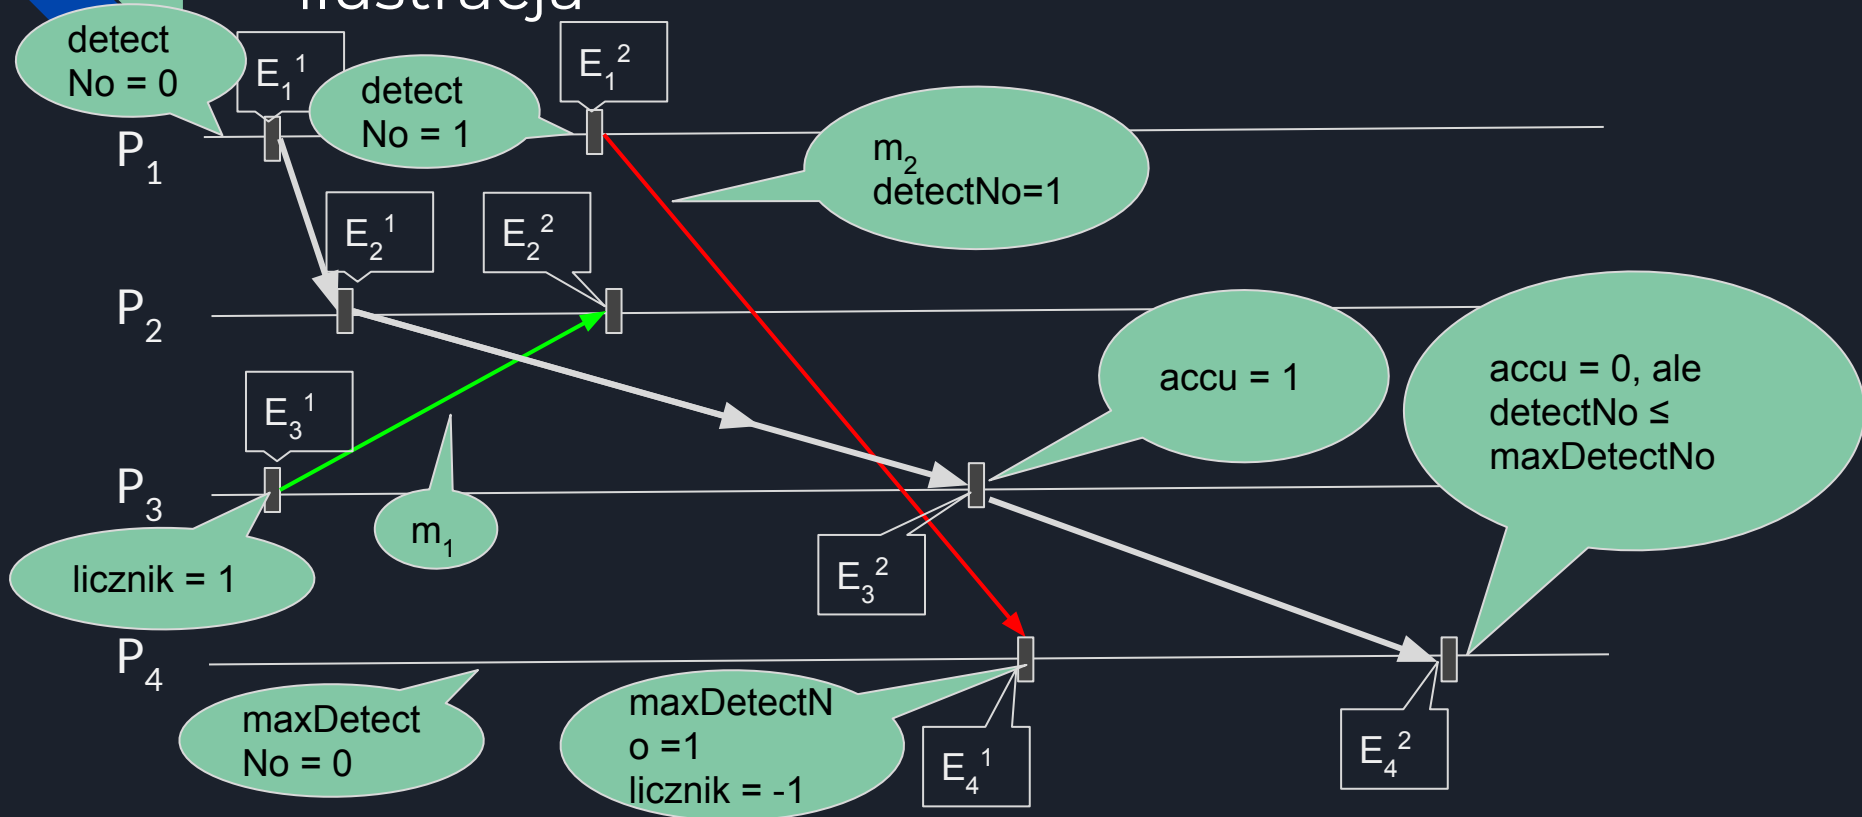 Ilustracja
detect
No = 0
E₁¹
detect
No = 1
E₁²
P₁
m₂
detectNo=1
E₂¹
E₂²
P₂
accu = 1
accu = 0, ale
detectNo ≤
maxDetectNo
E₃¹
P₃
m₁
licznik = 1
E₃²
P₄
maxDetect
No = 0
maxDetectN
o =1
licznik = -1
E₄¹
E₄²